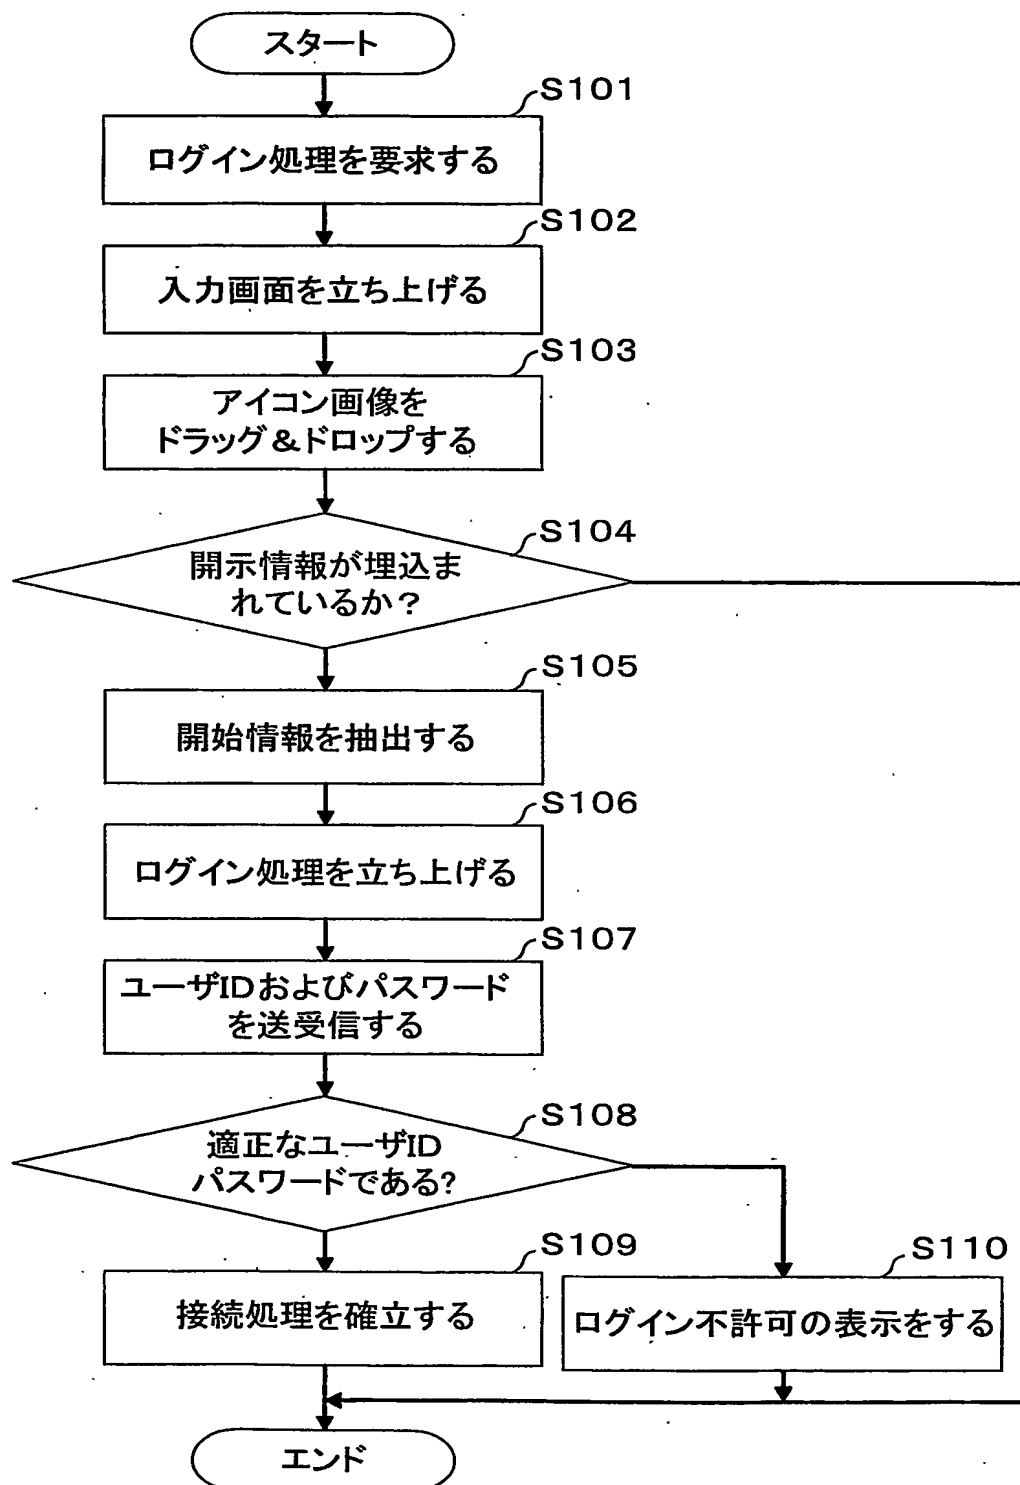 スタート
S101
ログイン処理を要求する
S102
入力画面を立ち上げる
S103
アイコン画像を
ドラッグ＆ドロップする
S104
開示情報が埋込ま
れているか？
S105
開始情報を抽出する
S106
ログイン処理を立ち上げる
S107
ユーザIDおよびパスワード
を送受信する
S108
適正なユーザID
パスワードである?
S109
接続処理を確立する
S110
ログイン不許可の表示をする
エンド